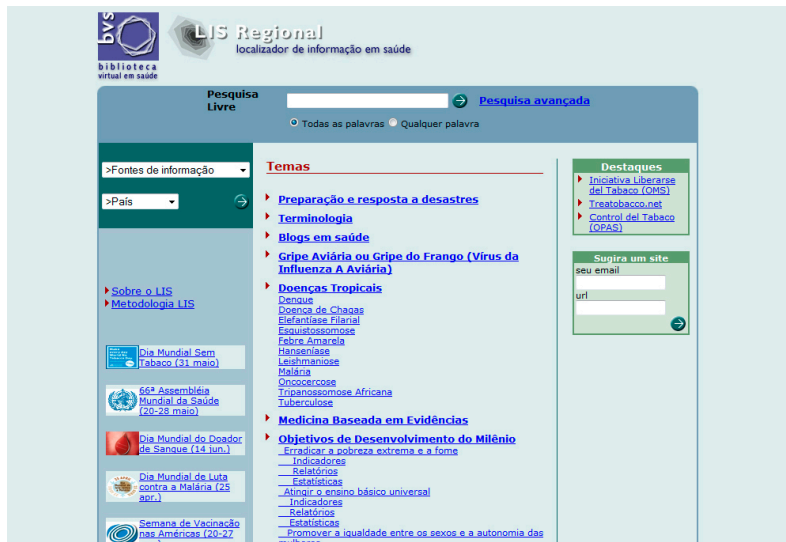 bvs
biblioteca
virtual em saúde
LIS Regional
localizador de informação em saúde
Pesquisa
Livre
Pesquisa avançada
Todas as palavras Qualquer palavra
>Fontes de informação
>País
Sobre o LIS
Metodologia LIS
Dia Mundial Sem
Tabaco (31 maio)
66ª Assembléia
Mundial da Saúde
(20-28 maio)
Dia Mundial do Doador
de Sangue (14 jun.)
Dia Mundial de Luta
contra a Malária (25
apr.)
Semana de Vacinação
nas Américas (20-27
Temas
Preparação e resposta a desastres
Terminologia
Blogs em saúde
Gripe Aviária ou Gripe do Frango (Vírus da
Influenza A Aviária)
Doenças Tropicais
Dengue
Doença de Chagas
Elefantíase Filarial
Esquistossomose
Febre Amarela
Hanseníase
Leishmaniose
Malária
Oncocercose
Tripanossomose Africana
Tuberculose
Medicina Baseada em Evidências
Objetivos de Desenvolvimento do Milênio
Erradicar a pobreza extrema e a fome
Indicadores
Relatórios
Estatísticas
Atingir o ensino básico universal
Indicadores
Relatórios
Estatísticas
Promover a igualdade entre os sexos e a autonomia das
mulheres
Destaques
Iniciativa Liberarse
del Tabaco (OMS)
Treatobacco.net
Control del Tabaco
(OPAS)
Sugira um site
seu email
url